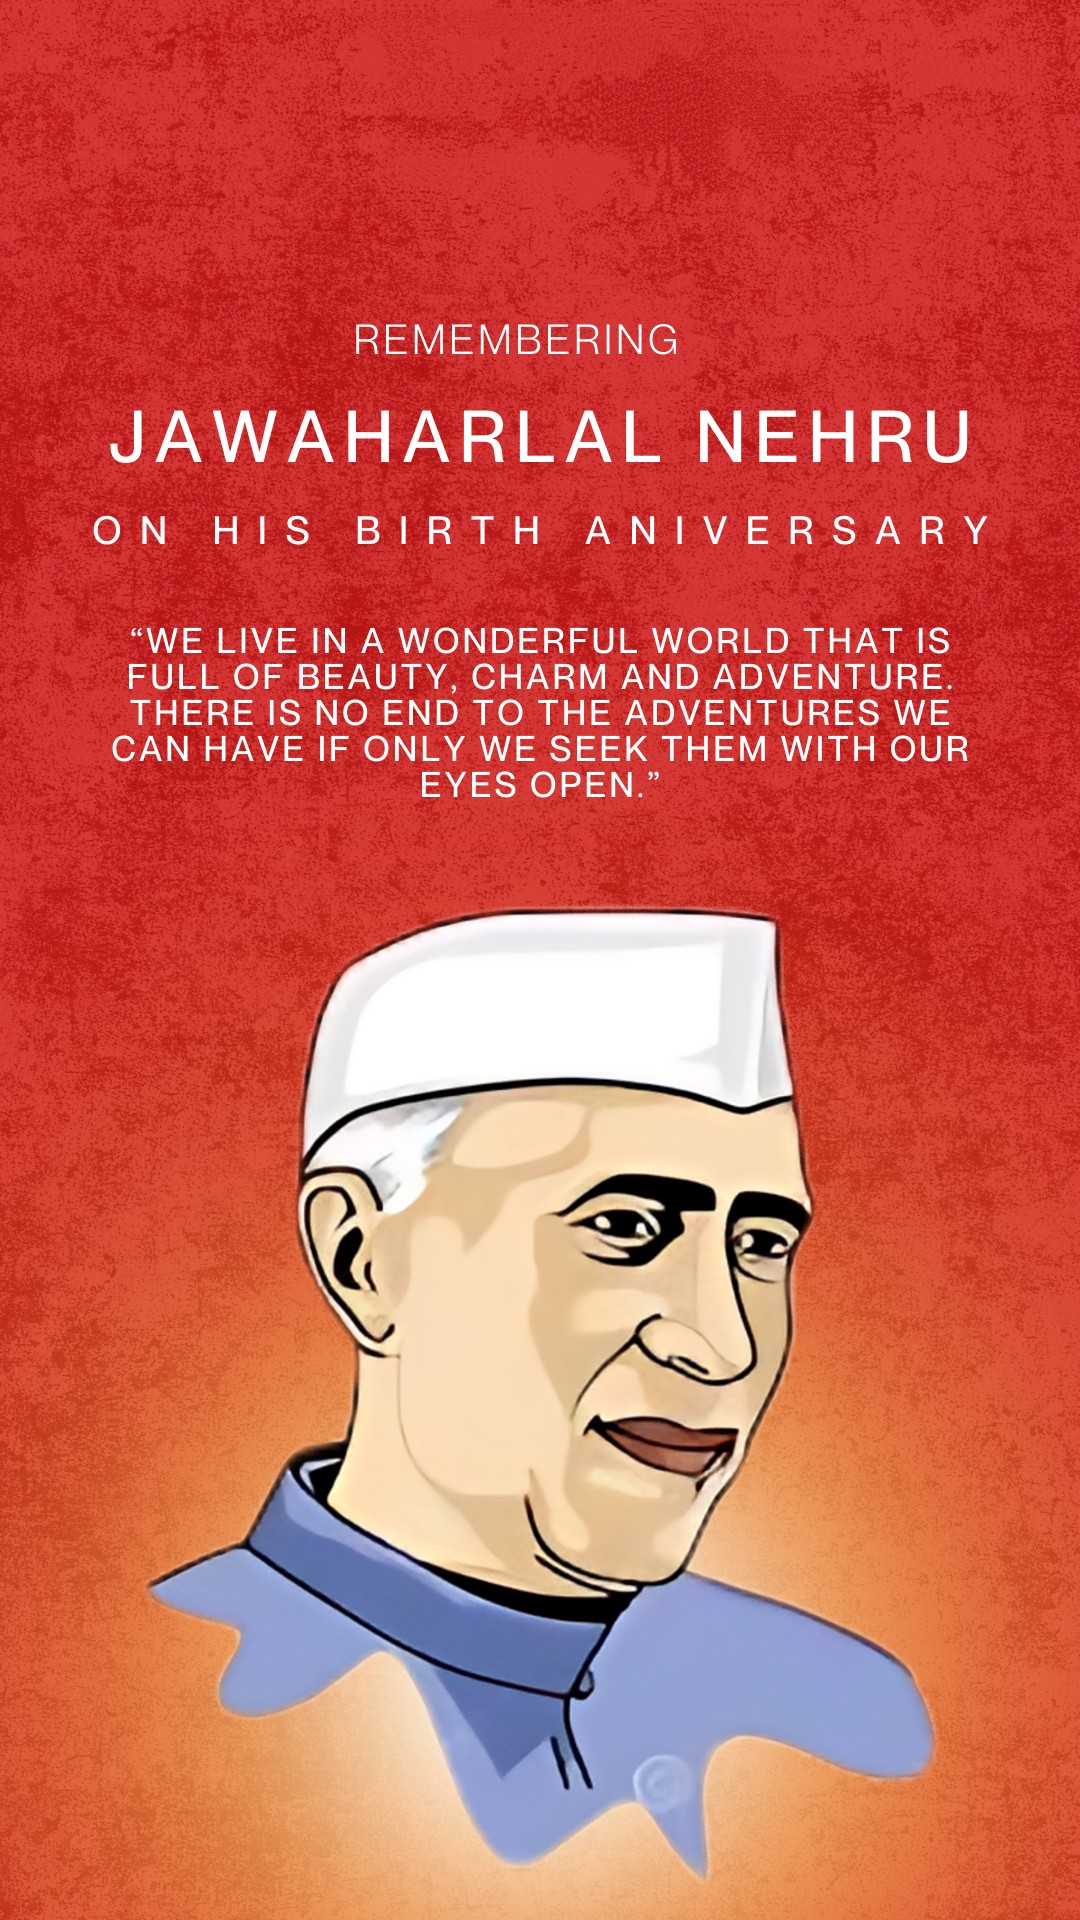 REMEMBERING
JAWAHARLAL NEHRU
ON HIS BIRTH ANIVERSARY
“WE LIVE IN A WONDERFUL WORLD THAT IS
FULL OF BEAUTY, CHARM AND ADVENTURE.
THERE IS NO END TO THE ADVENTURES WE
CAN HAVE IF ONLY WE SEEK THEM WITH OUR
EYES OPEN.”